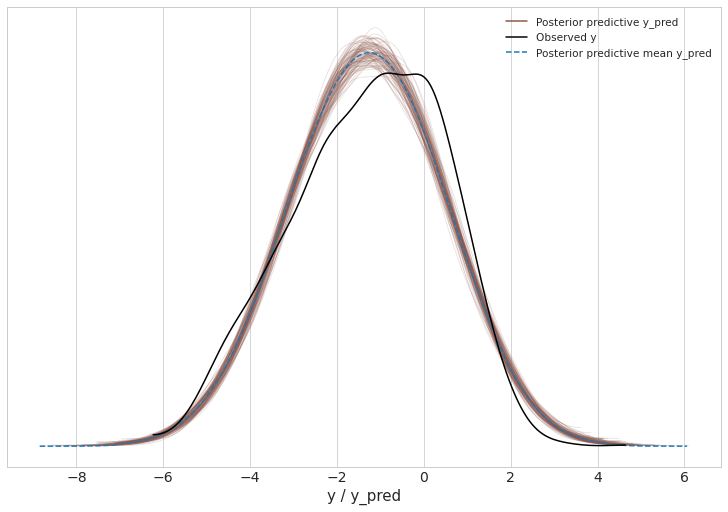 Posterior predictive y_pred
Observed y
Posterior predictive mean y_pred
−8 −6 −4 −2 0 2 4 6
y / y_pred